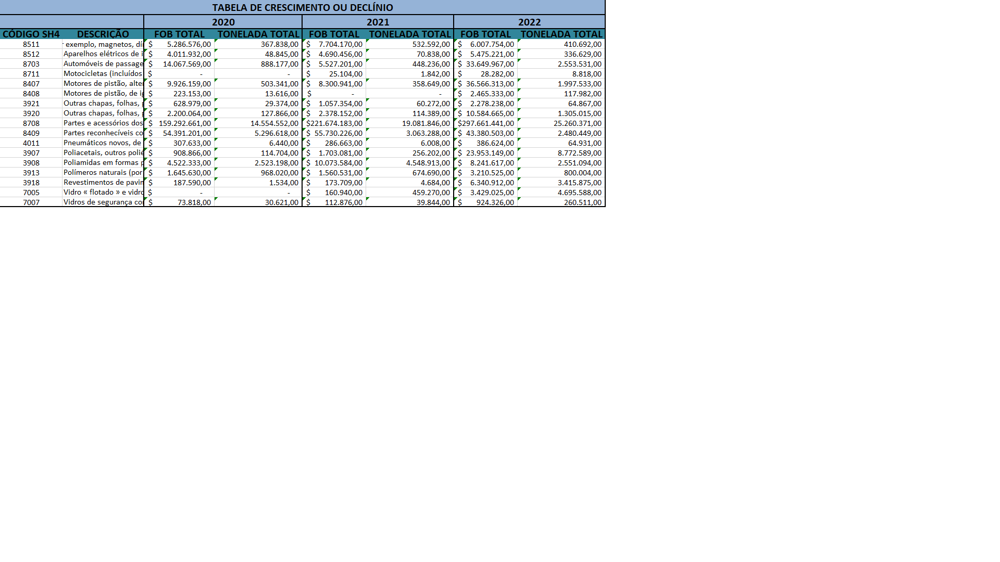 TABELA DE CRESCIMENTO OU DECLÍNIO
2020 2021 2022
CÓDIGO SH4 DESCRIÇÃO FOB TOTAL TONELADA TOTAL FOB TOTAL TONELADA TOTAL FOB TOTAL TONELADA TOTAL
8511 exemplo, magnetos, $ 5.286.576,00 367.838,00 $ 7.704.170,00 532.592,00 $ 6.007.754,00 410.692,00
8512 Aparelhos elétricos de $ 4.011.932,00 48.845,00 $ 4.690.456,00 70.838,00 $ 5.475.221,00 336.629,00
8703 Automóveis de passage $ 14.067.569,00 888.177,00 $ 5.527.201,00 448.236,00 $ 33.649.967,00 2.553.531,00
8711 Motocicletas (incluídos $ - - $ 25.104,00 1.842,00 $ 28.282,00 8.818,00
8407 Motores de pistão, alter $ 9.926.159,00 503.341,00 $ 8.300.941,00 358.649,00 $ 36.566.313,00 1.997.533,00
8408 Motores de pistão, de $ 223.153,00 13.616,00 $ - - $ 2.465.333,00 117.982,00
3921 Outras chapas, folhas, $ 628.979,00 29.374,00 $ 1.057.354,00 60.272,00 $ 2.278.238,00 64.867,00
3920 Outras chapas, folhas, $ 2.200.064,00 127.866,00 $ 2.378.152,00 114.389,00 $ 10.584.665,00 1.305.015,00
8708 Partes e acessórios dos $ 159.292.661,00 14.554.552,00 $221.674.183,00 19.081.846,00 $297.661.441,00 25.260.371,00
8409 Partes reconhecíveis co $ 54.391.201,00 5.296.618,00 $ 55.730.226,00 3.063.288,00 $ 43.380.503,00 2.480.449,00
4011 Pneumáticos novos, de $ 307.633,00 6.440,00 $ 286.663,00 6.008,00 $ 386.624,00 64.931,00
3907 Poliacetais, outros polié $ 908.866,00 114.704,00 $ 1.703.081,00 256.202,00 $ 23.953.149,00 8.772.589,00
3908 Poliamidas em formas $ 4.522.333,00 2.523.198,00 $ 10.073.584,00 4.548.913,00 $ 8.241.617,00 2.551.094,00
3913 Polímeros naturais (por $ 1.645.630,00 968.020,00 $ 1.560.531,00 674.690,00 $ 3.210.525,00 800.004,00
3918 Revestimentos de $ 187.590,00 1.534,00 $ 173.709,00 4.684,00 $ 6.340.912,00 3.415.875,00
7005 Vidro « flotado » e vidro $ - - $ 160.940,00 459.270,00 $ 3.429.025,00 4.695.588,00
7007 Vidros de segurança $ 73.818,00 30.621,00 $ 112.876,00 39.844,00 $ 924.326,00 260.511,00